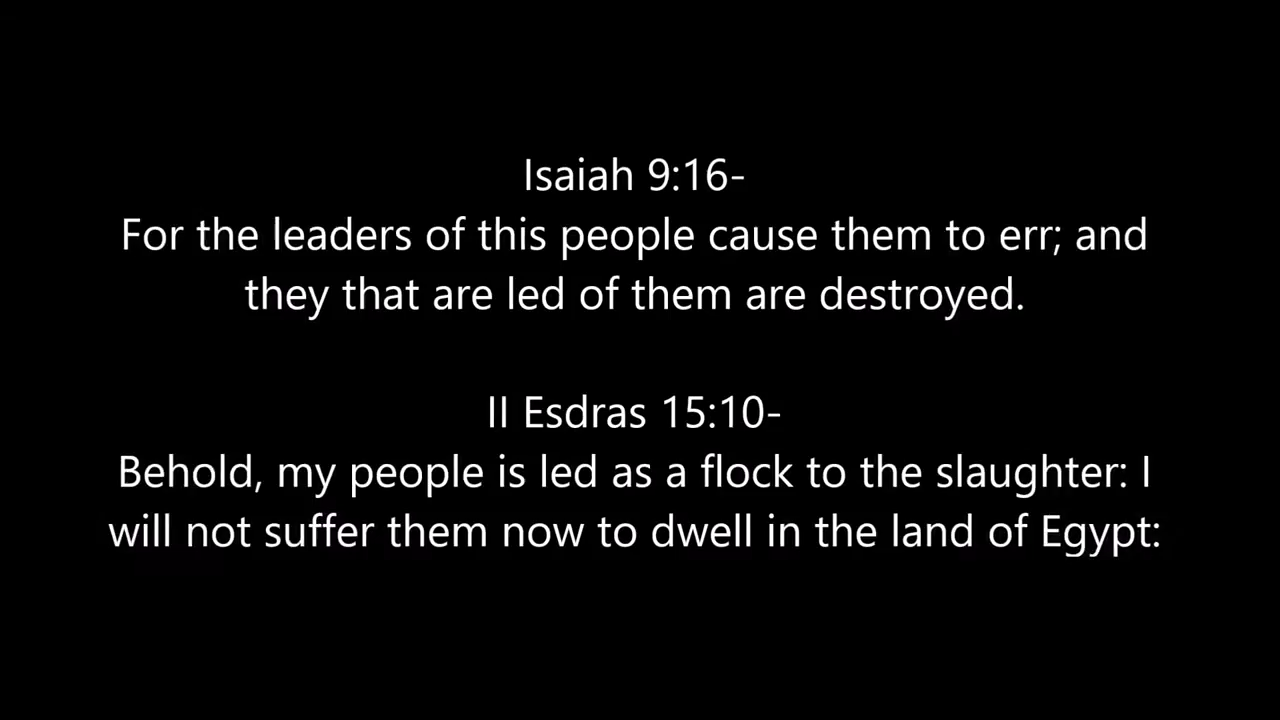 Isaiah 9:16-
For the leaders of this people cause them to err; and
they that are led of them are destroyed.
II Esdras 15:10-
Behold, my people is led as a flock to the slaughter: I
will not suffer them now to dwell in the land of Egypt: